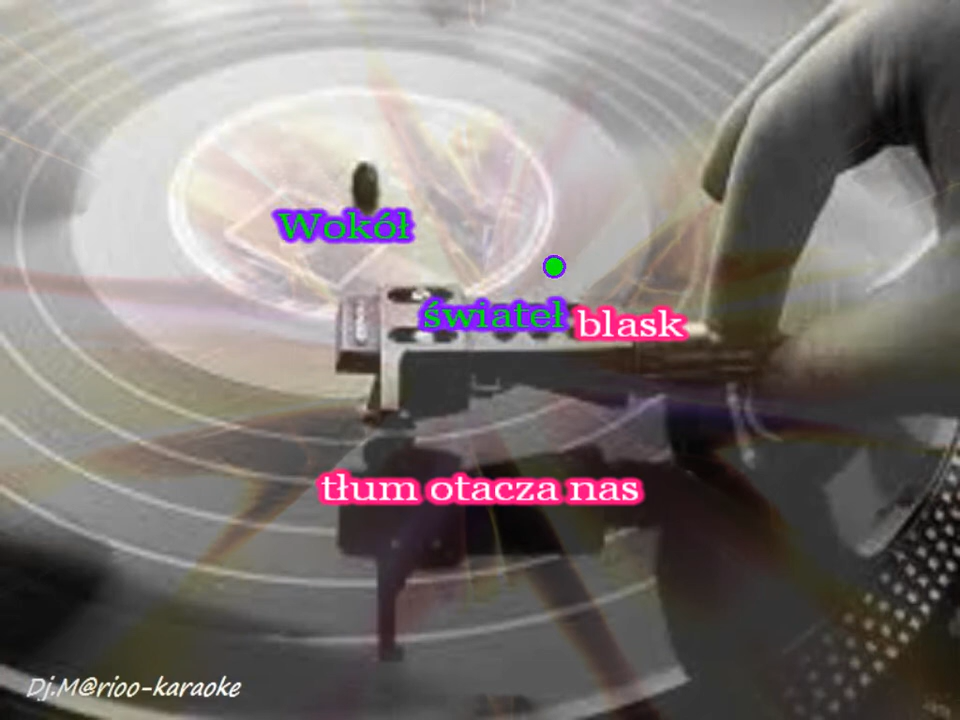 Wokół
świateł blask
tłum otacza nas
Dj.M@rioo-karaoke